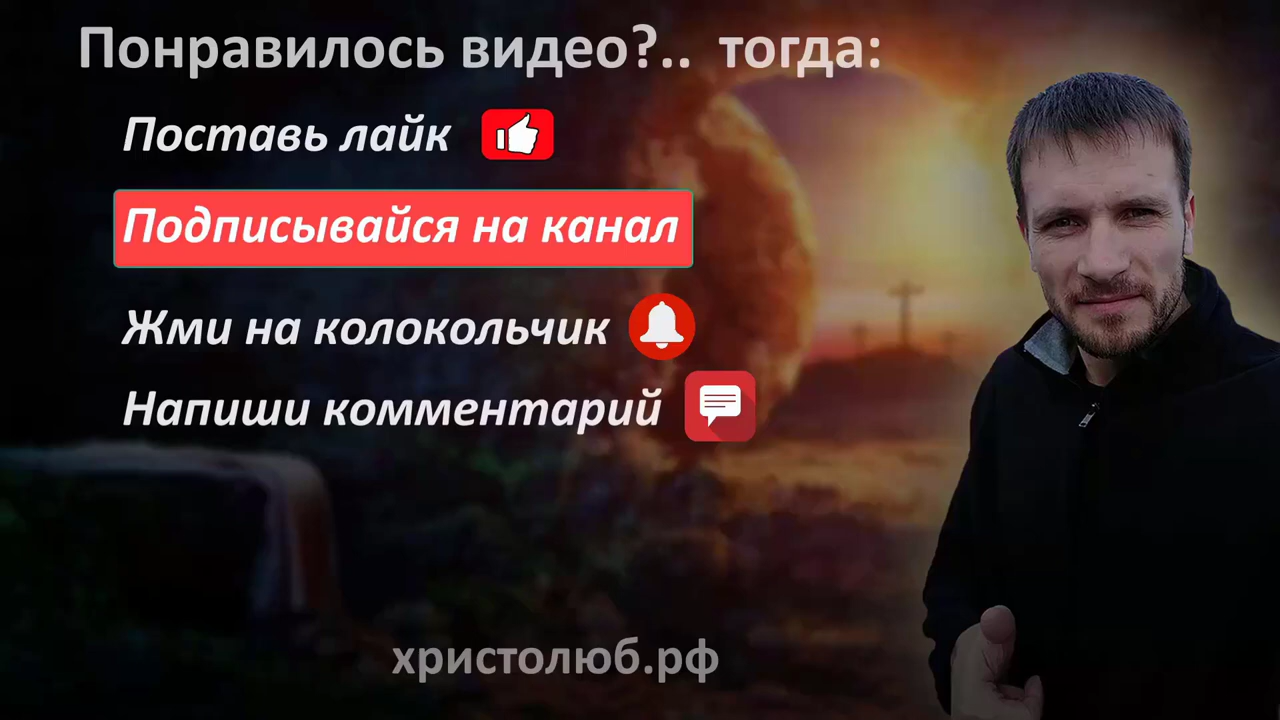 Понравилось видео?.. тогда:
Поставь лайк
Подписывайся на канал
Жми на колокольчик
Напиши комментарий
христолюб.рф